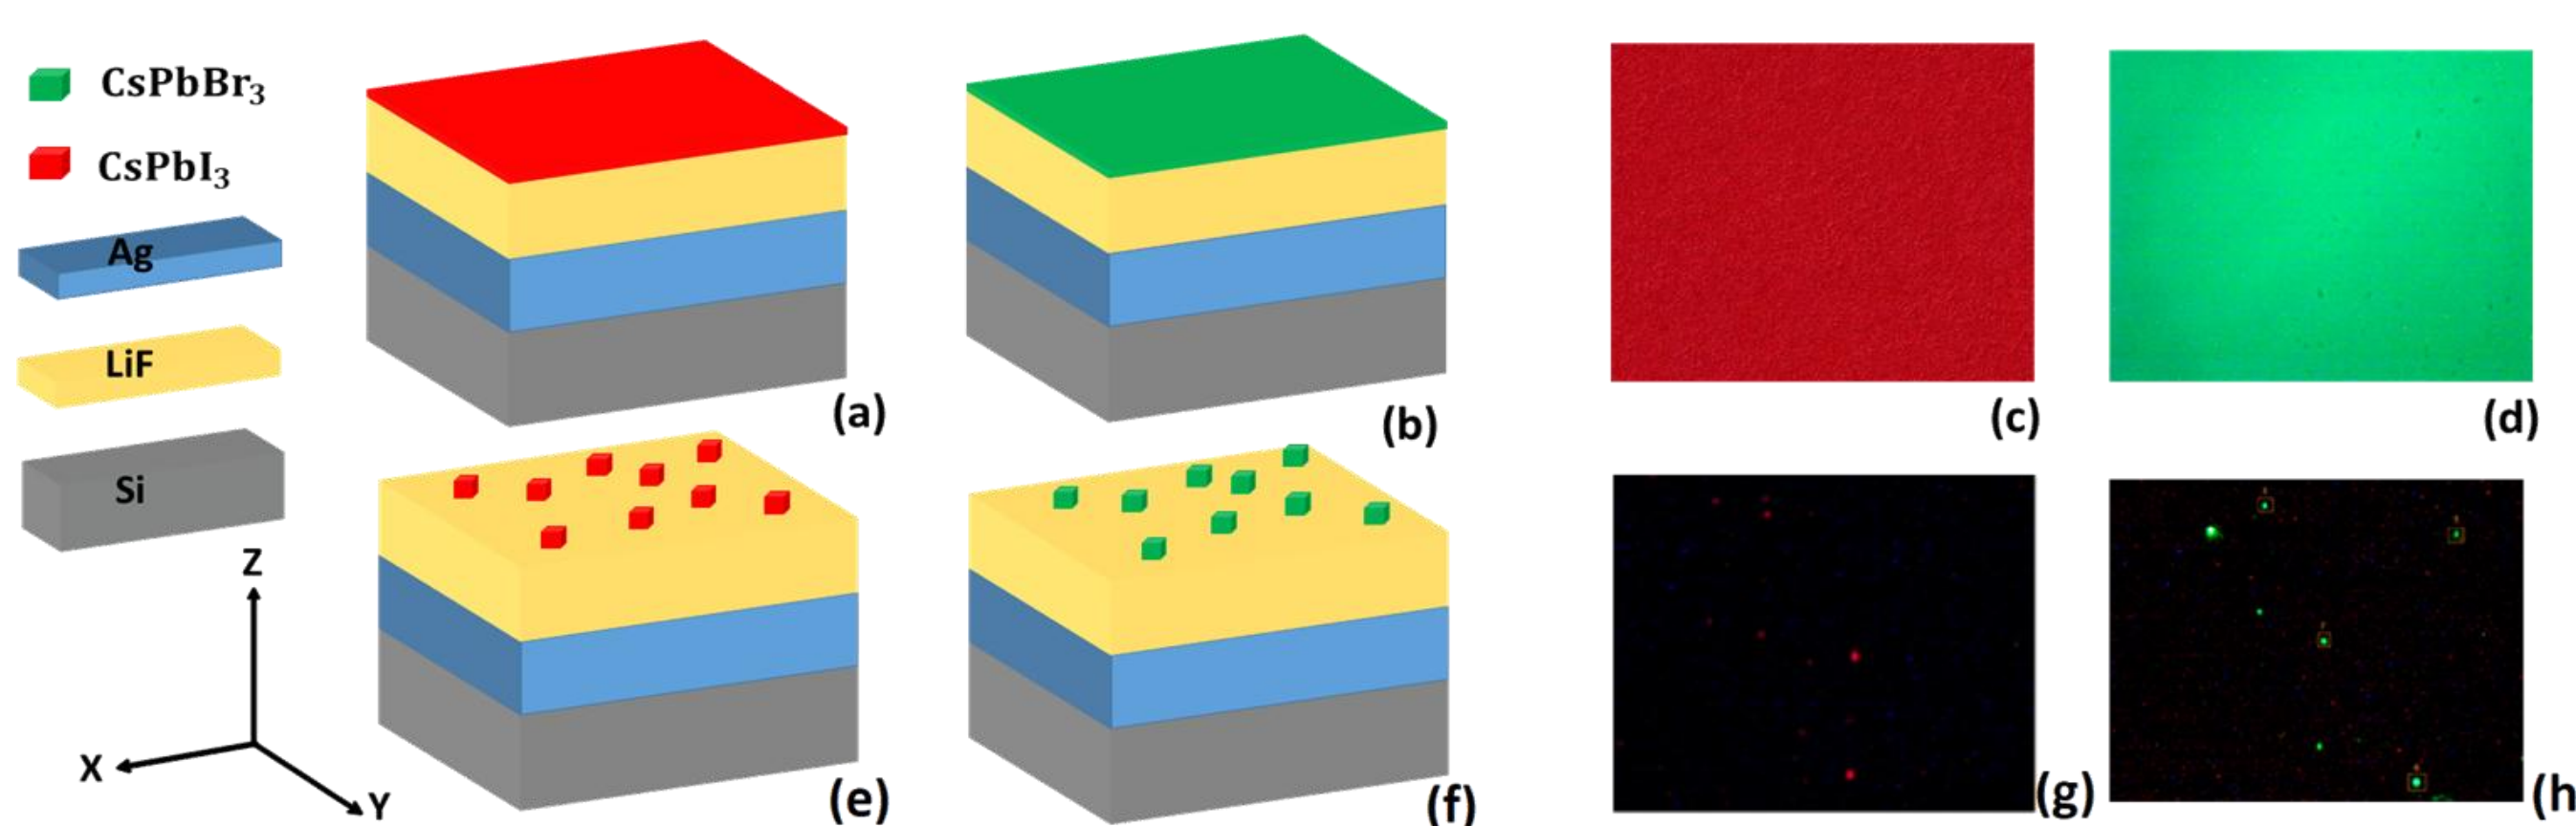 CsPbBr₃
CsPbI₃
Ag
LiF
Si
Z
X
Y
(a)
(b)
(c)
(d)
(e)
(f)
(g)
(h